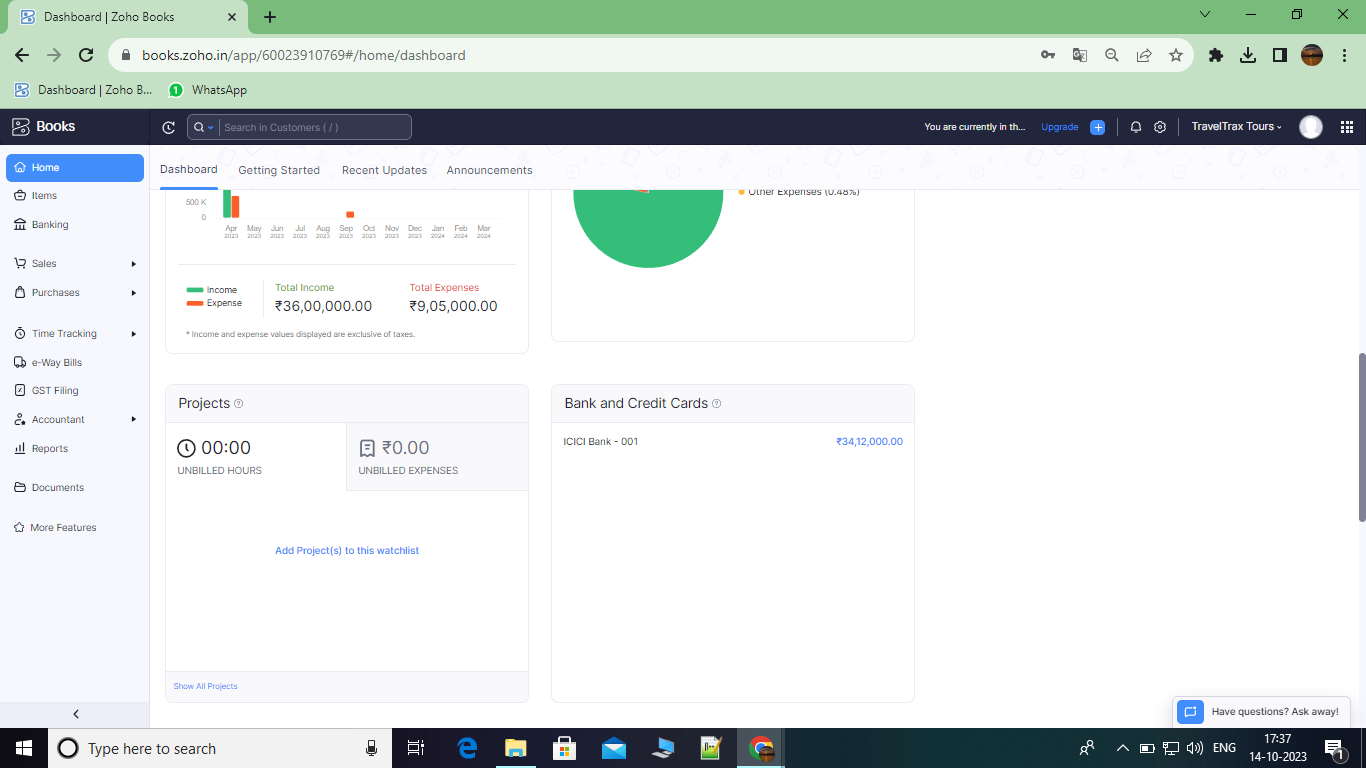 Dashboard | Zoho Books
books.zoho.in/app/60023910769#/home/dashboard
Dashboard | Zoho B...
1 WhatsApp
Books
Search in Customers ( / )
You are currently in th...
Upgrade
TravelTrax Tours
Home
Items
Banking
Sales
Purchases
Time Tracking
e-Way Bills
GST Filing
Accountant
Reports
Documents
More Features
Dashboard Getting Started Recent Updates Announcements
500 K
0
Apr May Jun Jul Aug Sep Oct Nov Dec Jan Feb Mar
2023 2023 2023 2023 2023 2023 2023 2023 2023 2024 2024 2024
Income
Expense
Total Income
₹36,00,000.00
Total Expenses
₹9,05,000.00
* Income and expense values displayed are exclusive of taxes.
Other Expenses (0.48%)
Projects
00:00
UNBILLED HOURS
₹0.00
UNBILLED EXPENSES
Add Project(s) to this watchlist
Show All Projects
Bank and Credit Cards
ICICI Bank - 001 ₹34,12,000.00
Have questions? Ask away!
Type here to search
ENG
17:37
14-10-2023
1